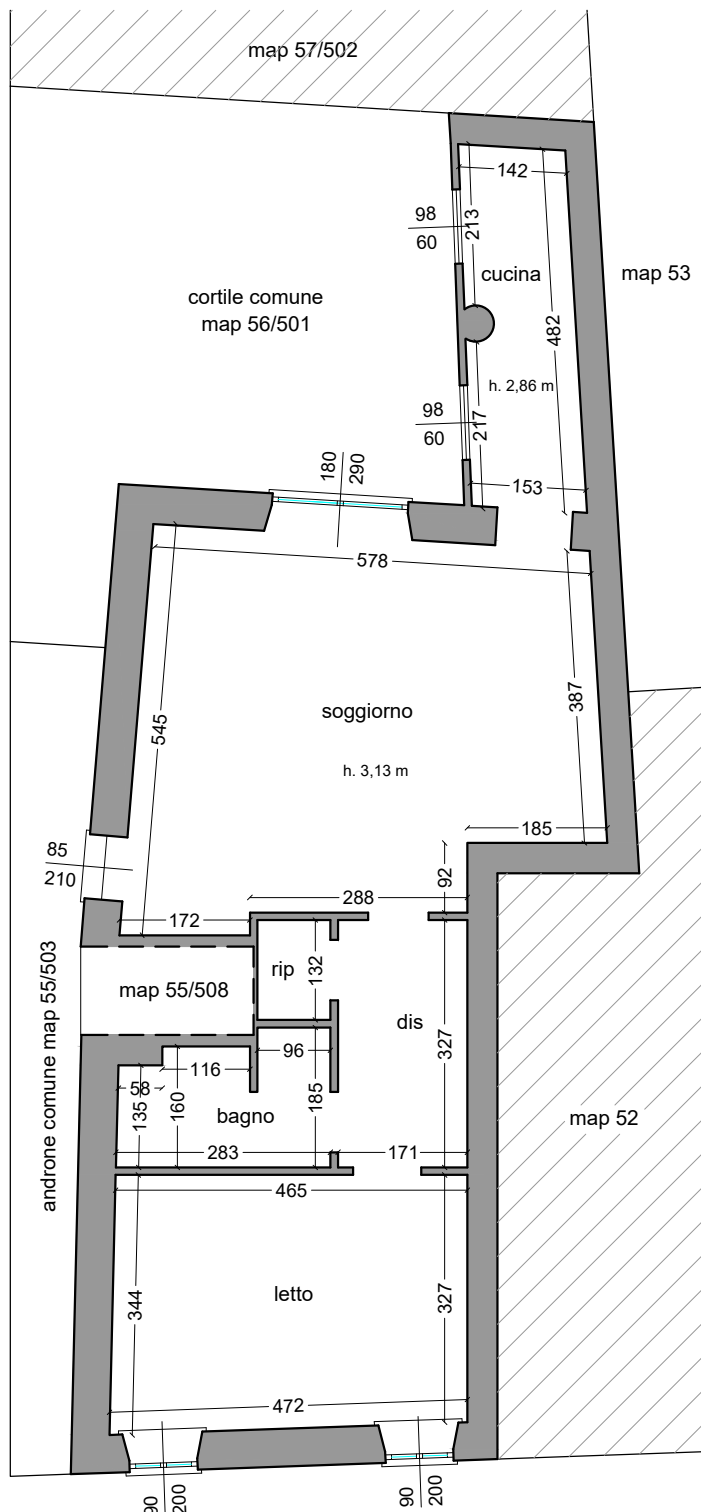 map 57/502
142
98
60
213
cucina
map 53
cortile comune
map 56/501
482
h. 2,86 m
98
60
217
180
290
153
578
545
soggiorno
387
h. 3,13 m
185
85
210
92
288
172
rip
132
map 55/508
dis
327
androne comune map 55/503
96
116
58
135
160
185
bagno
map 52
283
171
465
344
letto
327
472
90
200
90
200